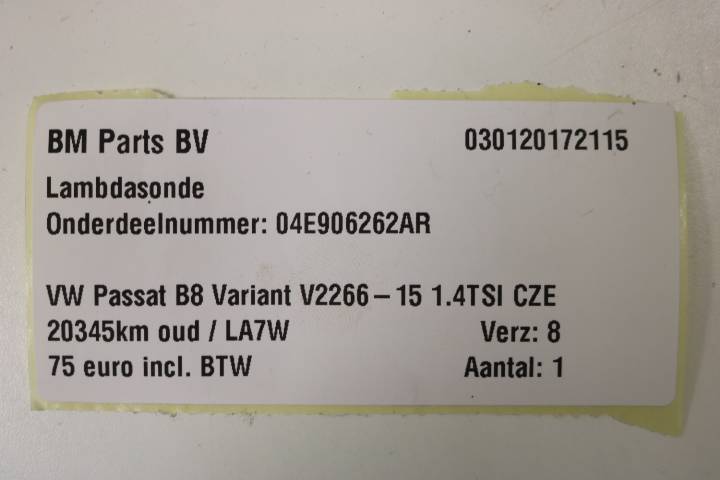 BM Parts BV 030120172115
Lambdasonde
Onderdeelnummer: 04E906262AR
VW Passat B8 Variant V2266-15 1.4TSI CZE
20345km oud / LA7W Verz: 8
75 euro incl. BTW Aantal: 1